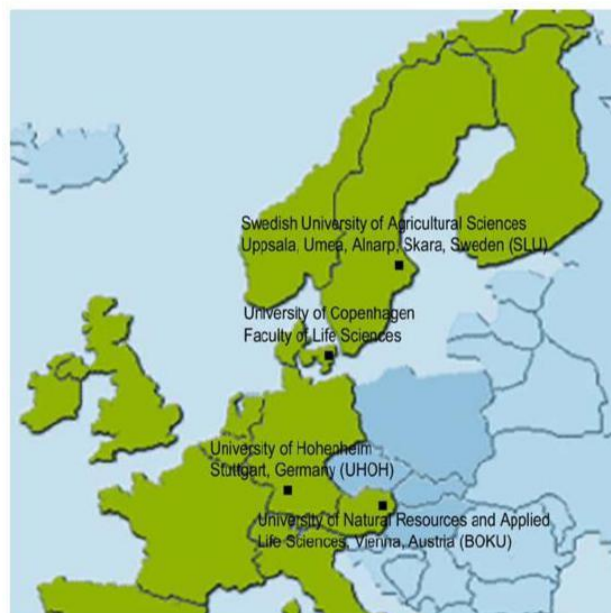 Swedish University of Agricultural Sciences
Uppsala, Umea, Alnarp, Skara, Sweden (SLU)
University of Copenhagen
Faculty of Life Sciences
University of Hohenheim
Stuttgart, Germany (UHOH)
University of Natural Resources and Applied
Life Sciences, Vienna, Austria (BOKU)